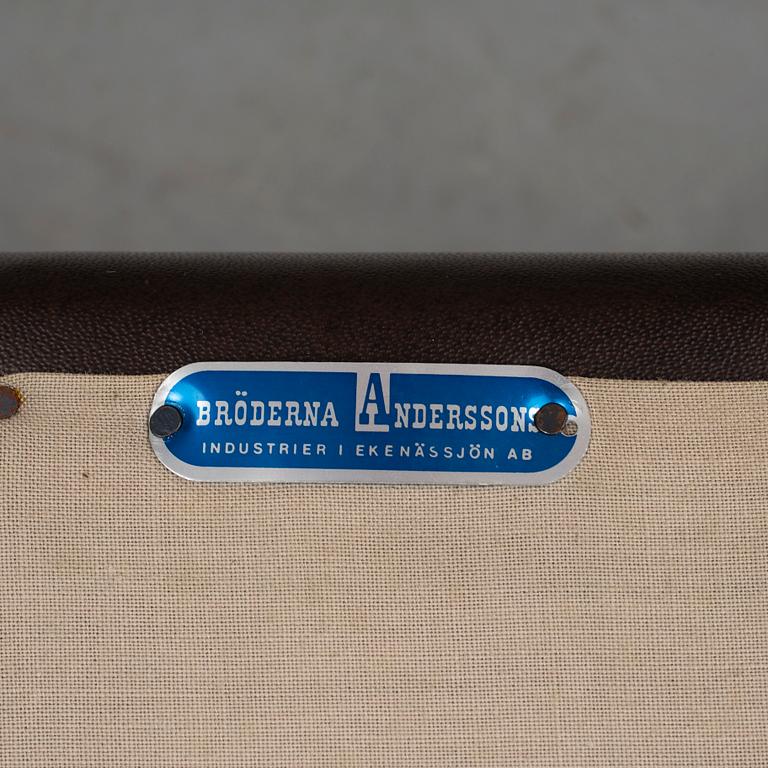 BRÖDERNA ANDERSSONS
INDUSTRIER I EKENÄSSJÖN AB